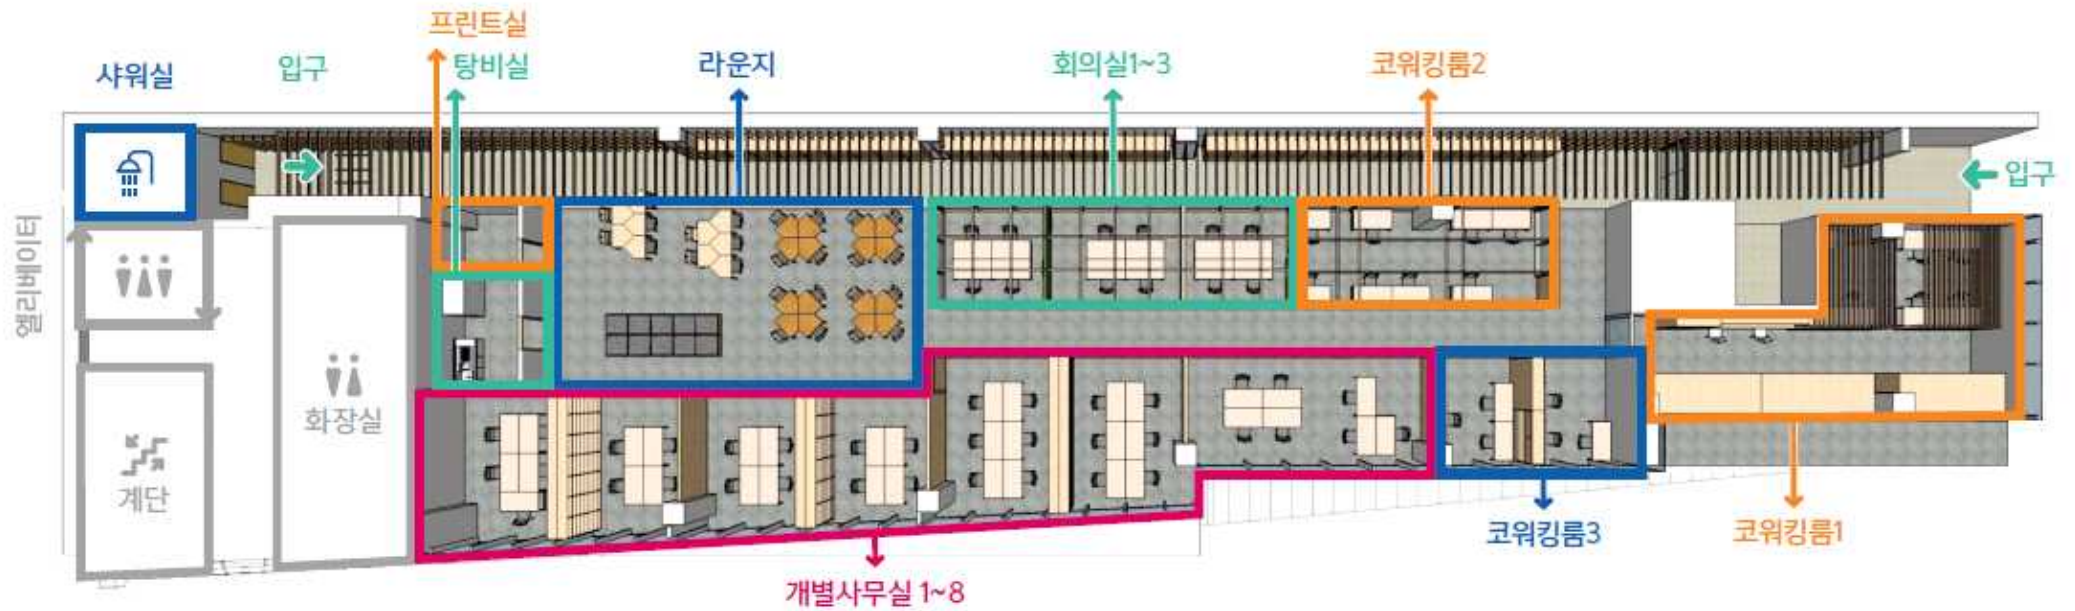 프린트실
샤워실
입구
탕비실
라운지
회의실1~3
코워킹룸2
입구
엘리베이터
화장실
계단
코워킹룸3
코워킹룸1
개별사무실 1~8